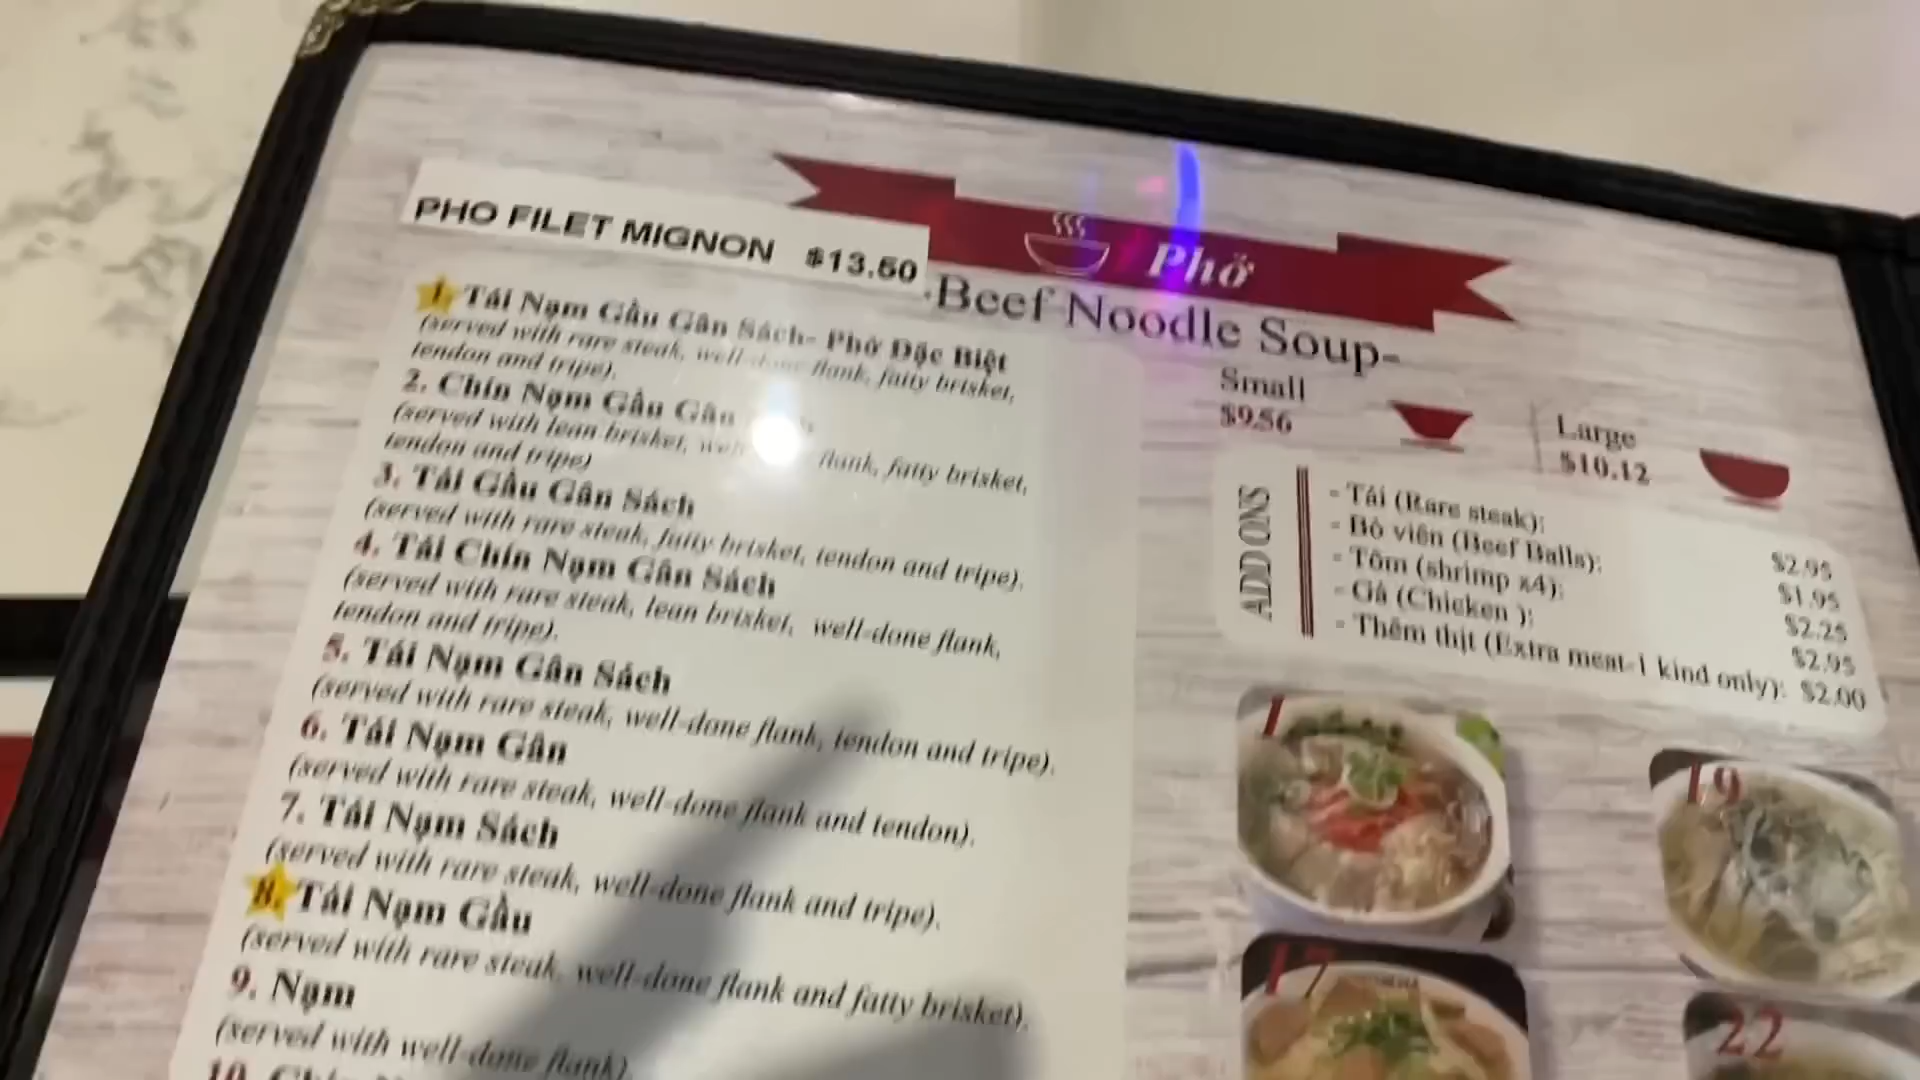 PHO FILET MIGNON $13.50
Phở
-Beef Noodle Soup-
1. Tái Nạm Gầu Gân Sách- Phở Đặc Biệt
(served with rare steak, well-done flank, fatty brisket,
tendon and tripe).
2. Chín Nạm Gầu Gân
(served with lean brisket, flank, fatty brisket,
tendon and tripe)
3. Tái Gầu Gân Sách
(served with rare steak, fatty brisket, tendon and tripe).
4. Tái Chín Nạm Gân Sách
(served with rare steak, lean brisket, well-done flank,
tendon and tripe).
5. Tái Nạm Gân Sách
(served with rare steak, well-done flank, tendon and tripe).
6. Tái Nạm Gân
(served with rare steak, well-done flank and tendon).
7. Tái Nạm Sách
(served with rare steak, well-done flank and tripe).
8. Tái Nạm Gầu
(served with rare steak, well-done flank and fatty brisket).
9. Nạm
(served with well-done flank).
10.
Small
$9.56
Large
$10.12
ADD ONS
- Tái (Rare steak): $2.95
- Bò viên (Beef Balls): $1.95
- Tôm (shrimp x4): $2.25
- Gà (Chicken ): $2.95
- Thêm thịt (Extra meat-1 kind only): $2.00
1
19
17
22